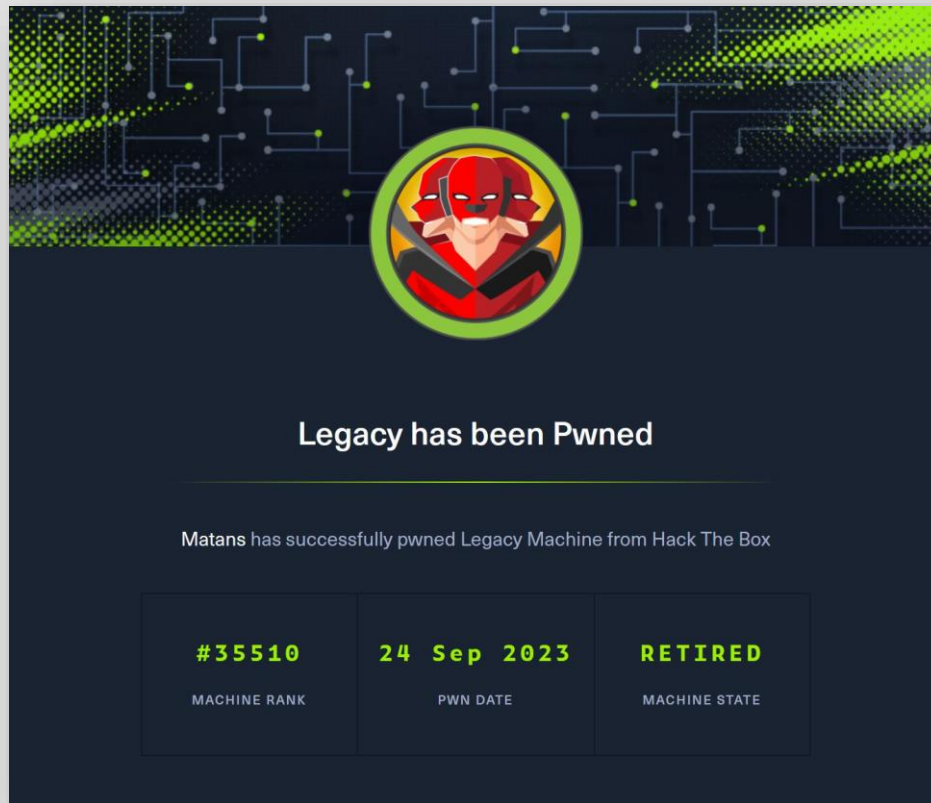 Legacy has been Pwned
Matans has successfully pwned Legacy Machine from Hack The Box
#35510 24 Sep 2023 RETIRED
MACHINE RANK PWN DATE MACHINE STATE